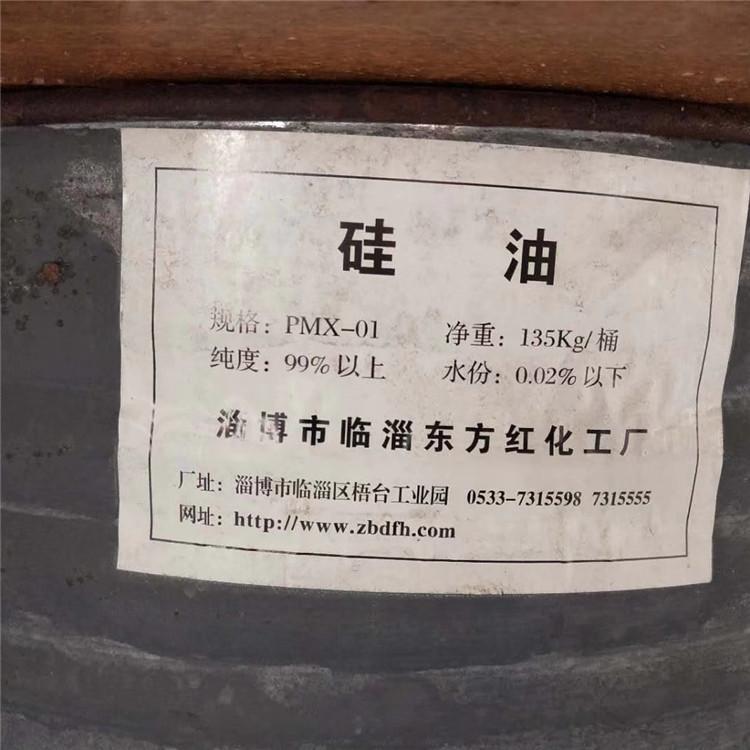 硅 油
规格：PMX-01 净重：135Kg/桶
纯度：99%以上 水份：0.02%以下
淄博市临淄东方红化工厂
厂址：淄博市临淄区梧台工业园 0533-7315598 7315555
网址：http://www.zbdfh.com